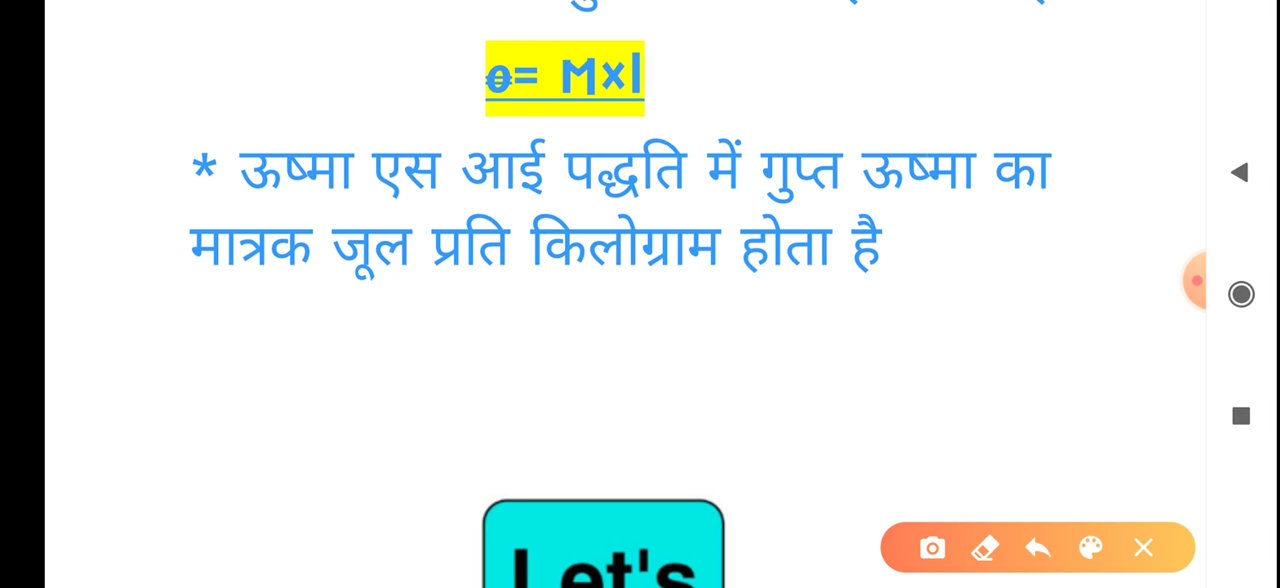 θ= M×l
* ऊष्मा एस आई पद्धति में गुप्त ऊष्मा का
मात्रक जूल प्रति किलोग्राम होता है
Let's